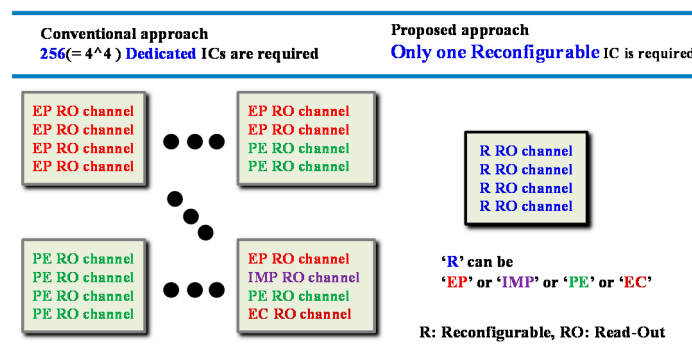 Conventional approach
256(= 4^4 ) Dedicated ICs are required
Proposed approach
Only one Reconfigurable IC is required
EP RO channel
EP RO channel
EP RO channel
EP RO channel
EP RO channel
EP RO channel
PE RO channel
PE RO channel
PE RO channel
PE RO channel
PE RO channel
PE RO channel
EP RO channel
IMP RO channel
PE RO channel
EC RO channel
R RO channel
R RO channel
R RO channel
R RO channel
‘R’ can be
‘EP’ or ‘IMP’ or ‘PE’ or ‘EC’
R: Reconfigurable, RO: Read-Out